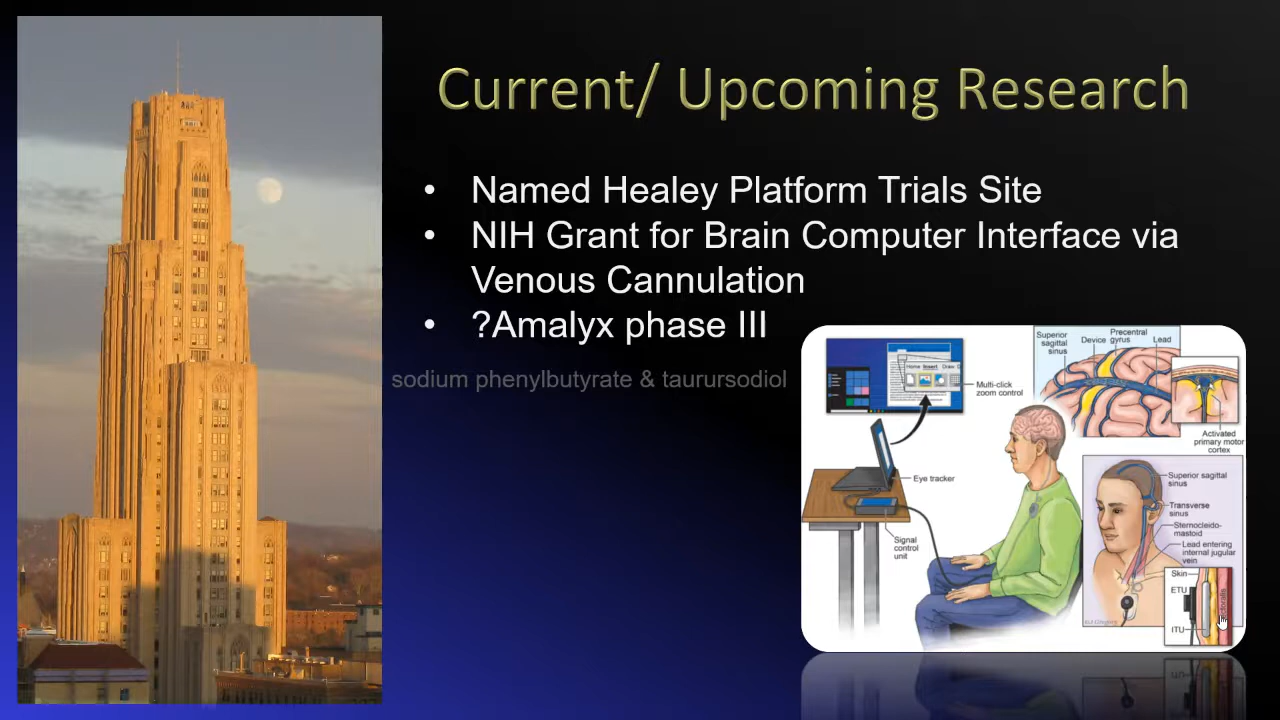 Current/ Upcoming Research
• Named Healey Platform Trials Site
• NIH Grant for Brain Computer Interface via
Venous Cannulation
• ?Amalyx phase III
sodium phenylbutyrate & taurursodiol
Multi-click
zoom control
Eye tracker
Signal
control
unit
Superior
sagittal
sinus
Device
Precentral
gyrus
Lead
Activated
primary motor
cortex
Superior sagittal
sinus
Transverse
sinus
Sternocleido-
mastoid
Lead entering
internal jugular
vein
Skin
ETU
ITU
Home Insert Draw